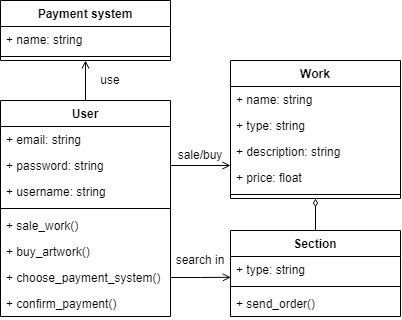 Payment system
+ name: string
use
User
+ email: string
+ password: string
+ username: string
+ sale_work()
+ buy_artwork()
+ choose_payment_system()
+ confirm_payment()
sale/buy
search in
Work
+ name: string
+ type: string
+ description: string
+ price: float
Section
+ type: string
+ send_order()